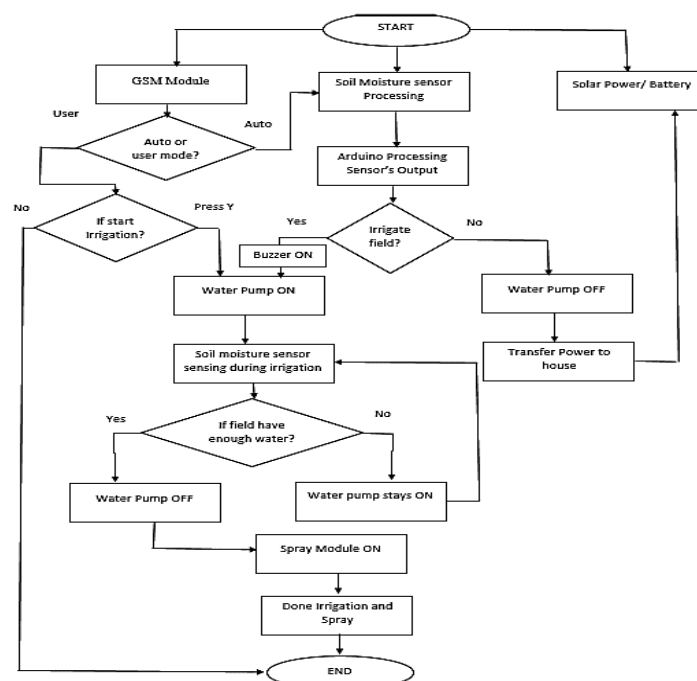 START
GSM Module
Soil Moisture sensor
Processing
Solar Power/ Battery
User
Auto
Auto or
user mode?
Arduino Processing
Sensor's Output
No
If start
Irrigation?
Press Y
Yes
Irrigate
field?
No
Buzzer ON
Water Pump ON
Water Pump OFF
Soil moisture sensor
sensing during irrigation
Transfer Power to
house
Yes
If field have
enough water?
No
Water Pump OFF
Water pump stays ON
Spray Module ON
Done Irrigation and
Spray
END